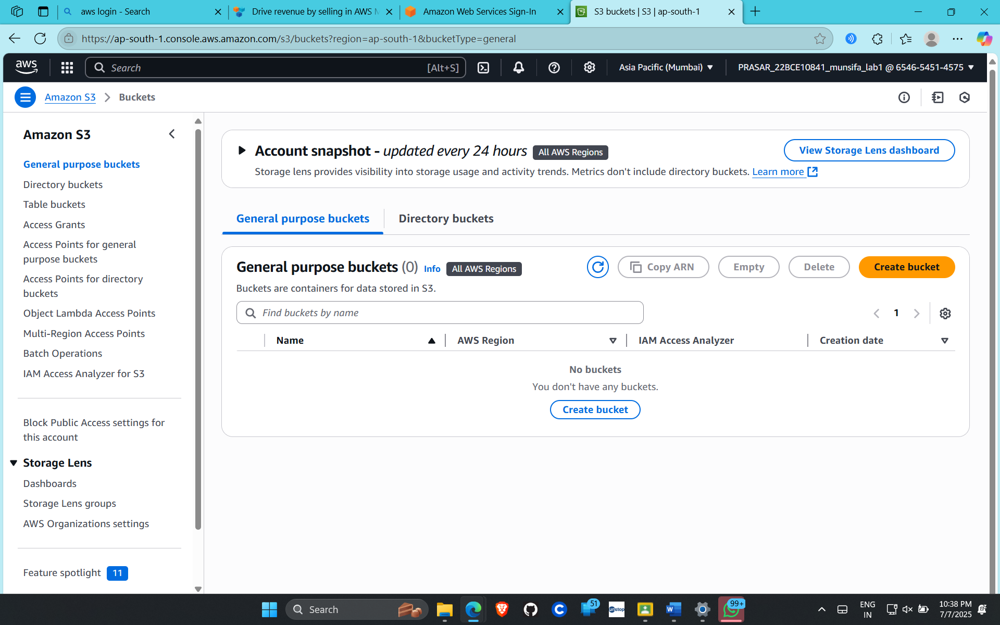 aws login - Search
Drive revenue by selling in AWS M
Amazon Web Services Sign-In
S3 buckets | S3 | ap-south-1
https://ap-south-1.console.aws.amazon.com/s3/buckets?region=ap-south-1&bucketType=general
aws
Search
[Alt+S]
Asia Pacific (Mumbai)
PRASAR_22BCE10841_munsifa_lab1 @ 6546-5451-4575
Amazon S3
Buckets
Amazon S3
General purpose buckets
Directory buckets
Table buckets
Access Grants
Access Points for general
purpose buckets
Access Points for directory
buckets
Object Lambda Access Points
Multi-Region Access Points
Batch Operations
IAM Access Analyzer for S3
Block Public Access settings for
this account
Storage Lens
Dashboards
Storage Lens groups
AWS Organizations settings
Feature spotlight 11
Account snapshot - updated every 24 hours All AWS Regions
View Storage Lens dashboard
Storage lens provides visibility into storage usage and activity trends. Metrics don't include directory buckets. Learn more
General purpose buckets
Directory buckets
General purpose buckets (0) Info All AWS Regions
Copy ARN
Empty
Delete
Create bucket
Buckets are containers for data stored in S3.
Find buckets by name
1
Name
AWS Region
IAM Access Analyzer
Creation date
No buckets
You don't have any buckets.
Create bucket
Search
51
unstop
99+
ENG
IN
10:38 PM
7/7/2025